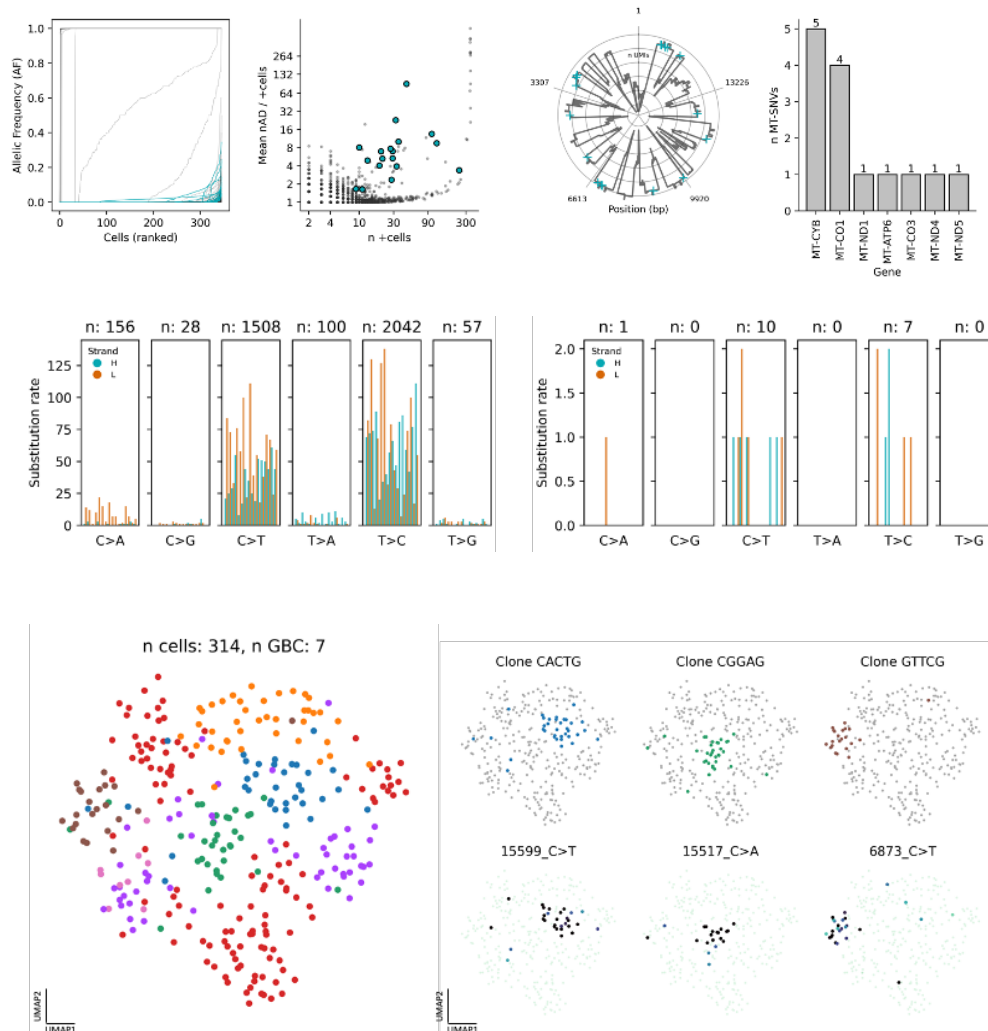 1.0
0.8
0.6
0.4
0.2
0.0
Allelic Frequency (AF)
0 100 200 300
Cells (ranked)
264
132
64
32
16
8
4
2
1
Mean nAD / +cells
2 4 10 30 90 300
n +cells
1
n UMIs
3307
13226
6613
9920
Position (bp)
5
4
3
2
1
0
n MT-SNVs
5
4
1 1 1 1 1
MT-CYB
MT-CO1
MT-ND1
MT-ATP6
MT-CO3
MT-ND4
MT-ND5
Gene
n: 156 n: 28 n: 1508 n: 100 n: 2042 n: 57
Strand
H
L
125
100
75
50
25
0
Substitution rate
C>A C>G C>T T>A T>C T>G
n: 1 n: 0 n: 10 n: 0 n: 7 n: 0
Strand
H
L
2.0
1.5
1.0
0.5
0.0
Substitution rate
C>A C>G C>T T>A T>C T>G
n cells: 314, n GBC: 7
UMAP2
UMAP1
Clone CACTG Clone CGGAG Clone GTTCG
15599_C>T 15517_C>A 6873_C>T
UMAP2
UMAP1